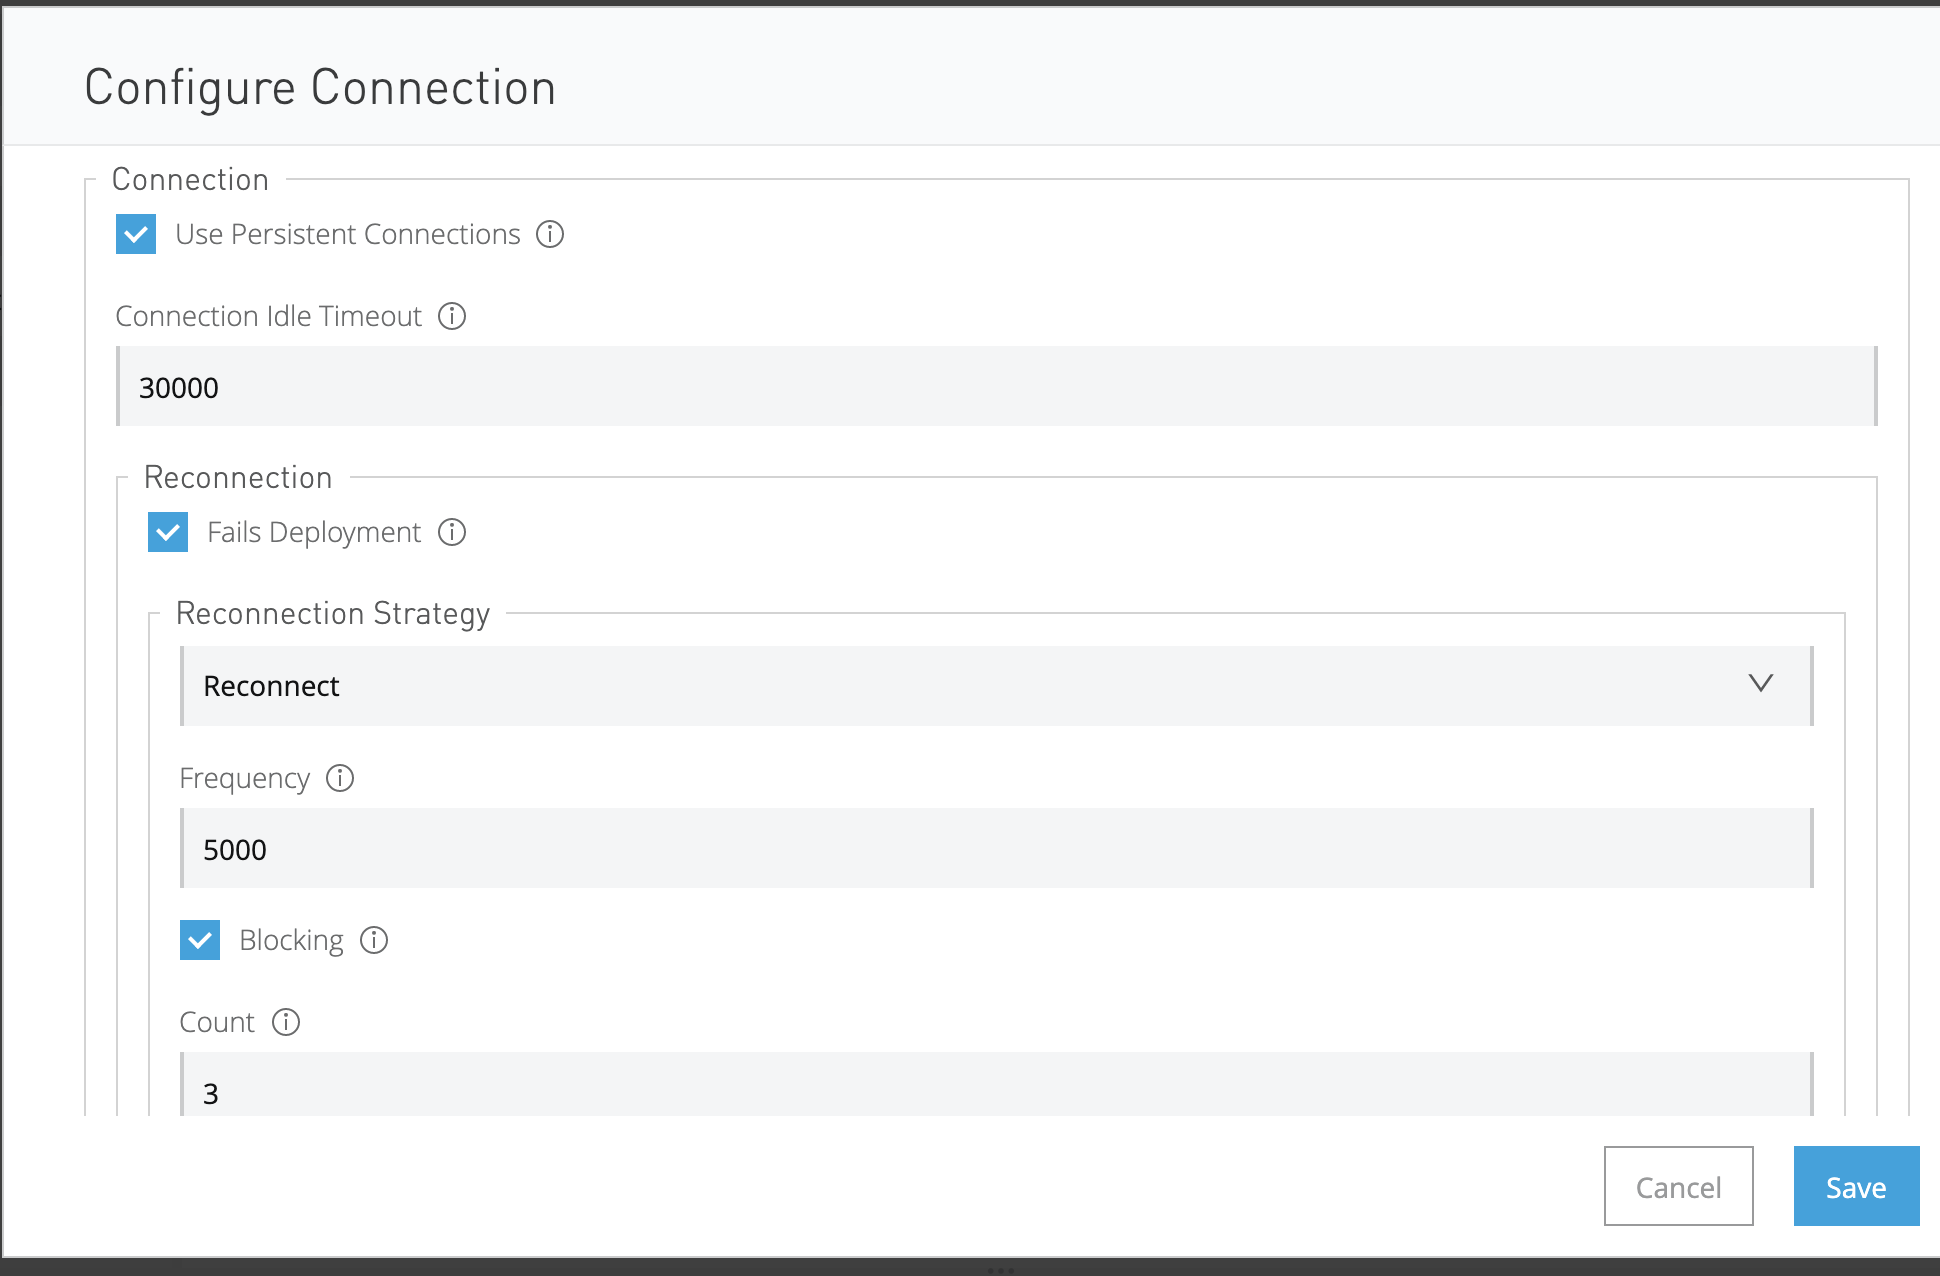 Configure Connection
Connection
Use Persistent Connections
Connection Idle Timeout
30000
Reconnection
Fails Deployment
Reconnection Strategy
Reconnect
Frequency
5000
Blocking
Count
3
Cancel
Save